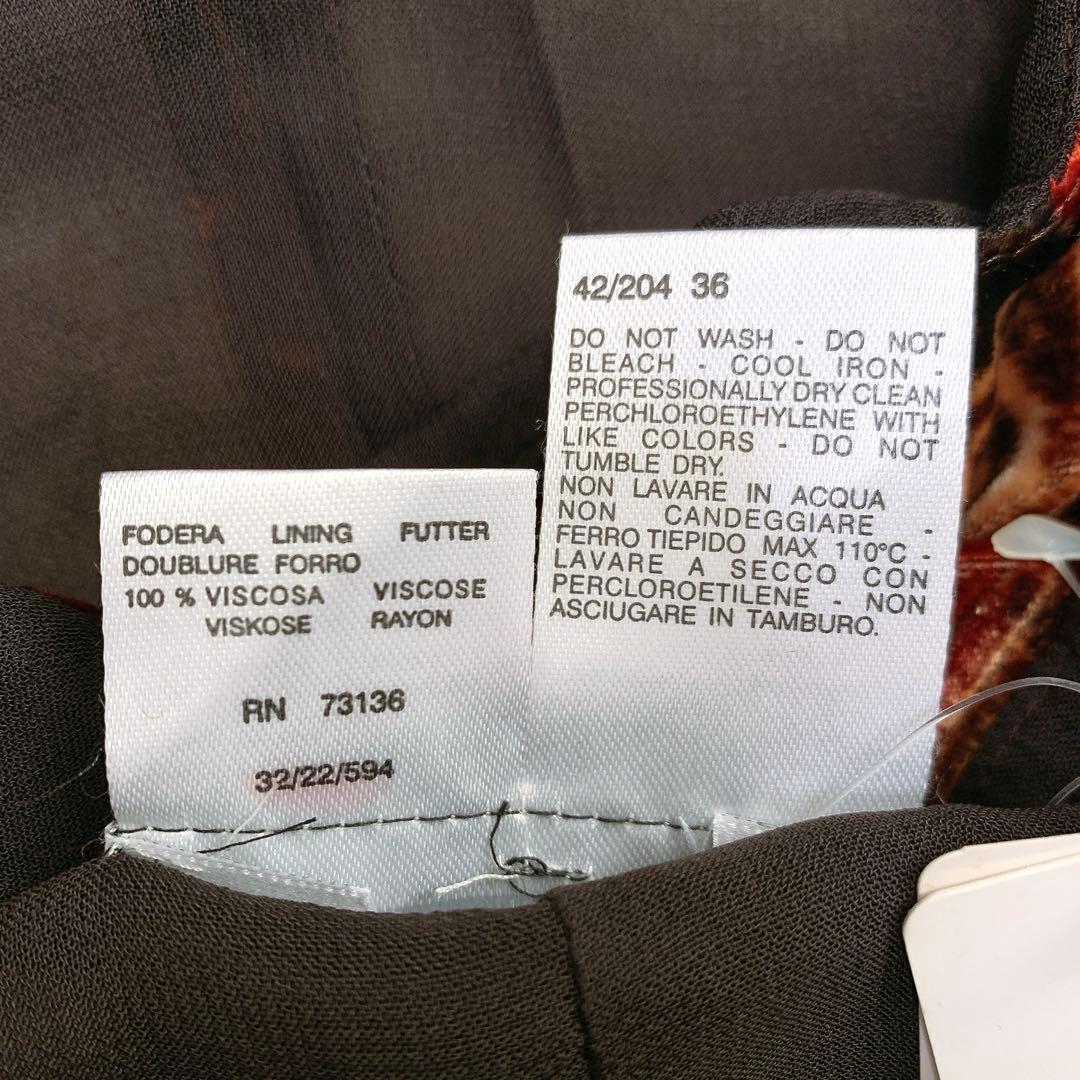 FODERA LINING FUTTER
DOUBLURE FORRO
100 % VISCOSA VISCOSE
VISKOSE RAYON
RN 73136
32/22/594
42/204 36
DO NOT WASH - DO NOT
BLEACH - COOL IRON -
PROFESSIONALLY DRY CLEAN
PERCHLOROETHYLENE WITH
LIKE COLORS - DO NOT
TUMBLE DRY.
NON LAVARE IN ACQUA
NON CANDEGGIARE -
FERRO TIEPIDO MAX 110°C -
LAVARE A SECCO CON
PERCLOROETILENE - NON
ASCIUGARE IN TAMBURO.